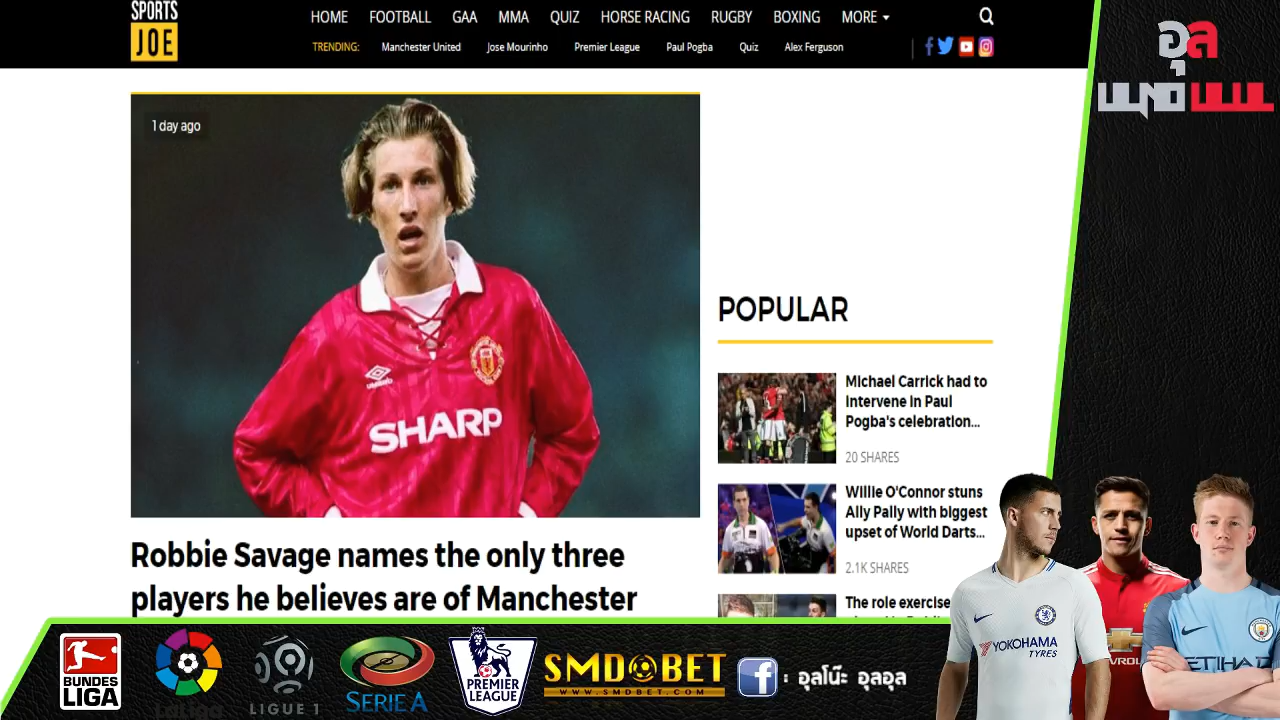 SPORTS
JOE
HOME FOOTBALL GAA MMA QUIZ HORSE RACING RUGBY BOXING MORE
TRENDING: Manchester United Jose Mourinho Premier League Paul Pogba Quiz Alex Ferguson
1 day ago
SHARP
Robbie Savage names the only three
players he believes are of Manchester
POPULAR
Michael Carrick had to
intervene in Paul
Pogba's celebration...
20 SHARES
Willie O'Connor stuns
Ally Pally with biggest
upset of World Darts...
2.1K SHARES
The role exercise
YOKOHAMA
TYRES
BUNDES
LIGA
LIGUE 1
SERIE A
PREMIER
LEAGUE
SMDBET
WWW.SMDBET.COM
: อุลโน๊ะ อุลอุล